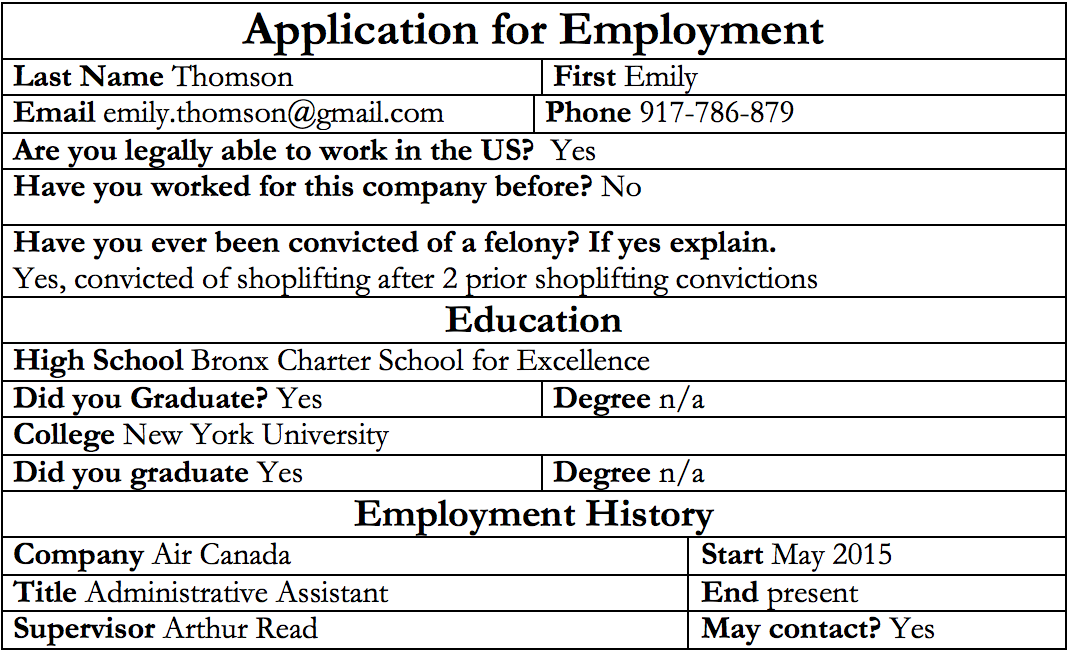 Application for Employment
Last Name Thomson First Emily
Email emily.thomson@gmail.com Phone 917-786-879
Are you legally able to work in the US? Yes
Have you worked for this company before? No
Have you ever been convicted of a felony? If yes explain.
Yes, convicted of shoplifting after 2 prior shoplifting convictions
Education
High School Bronx Charter School for Excellence
Did you Graduate? Yes Degree n/a
College New York University
Did you graduate Yes Degree n/a
Employment History
Company Air Canada Start May 2015
Title Administrative Assistant End present
Supervisor Arthur Read May contact? Yes